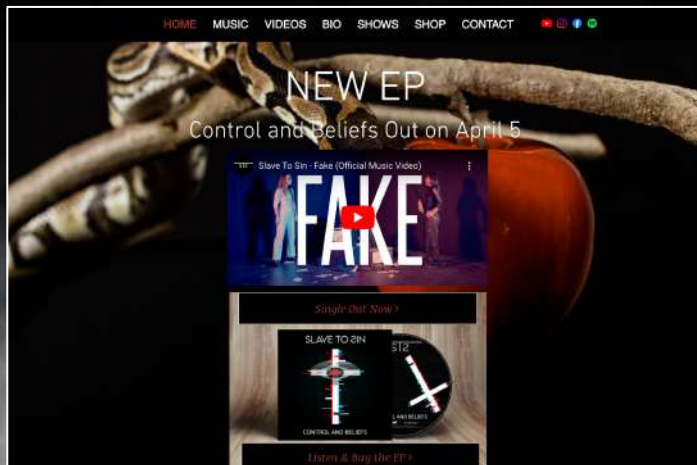 HOME MUSIC VIDEOS BIO SHOWS SHOP CONTACT
NEW EP
Control and Beliefs Out on April 5
Slave To Sin - Fake (Official Music Video)
FAKE
Single Out Now >
SLAVE TO SIN
CONTROL AND BELIEFS
Listen & Buy the EP >